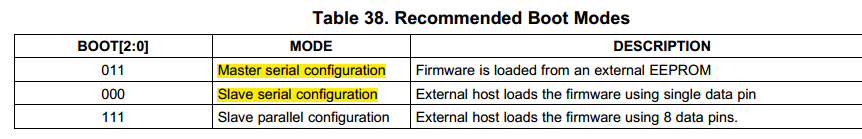 Table 38. Recommended Boot Modes
BOOT[2:0] MODE DESCRIPTION
011 Master serial configuration Firmware is loaded from an external EEPROM
000 Slave serial configuration External host loads the firmware using single data pin
111 Slave parallel configuration External host loads the firmware using 8 data pins.